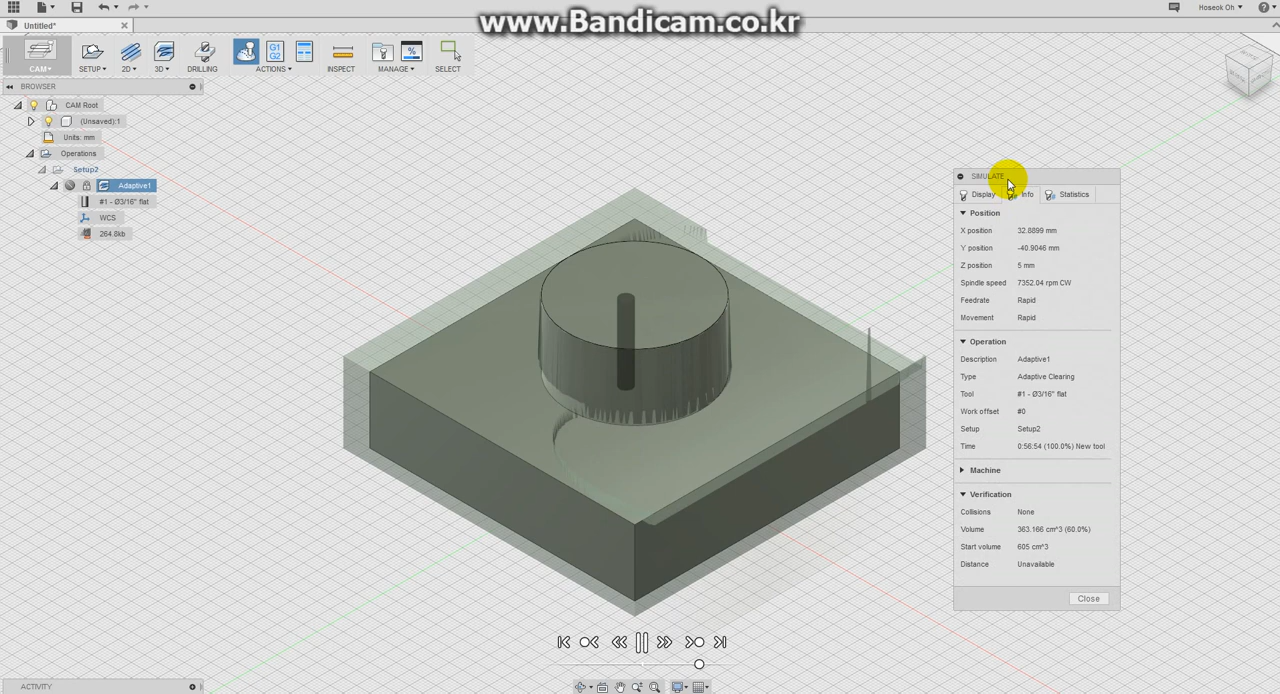 Hoseok Oh
www.Bandicam.co.kr
Untitled*
CAM
SETUP
2D
3D
DRILLING
G1
G2
ACTIONS
INSPECT
MANAGE
SELECT
BROWSER
CAM Root
(Unsaved):1
Units: mm
Operations
Setup2
Adaptive1
#1 - Ø3/16" flat
WCS
264.8kb
SIMULATE
Display
Info
Statistics
Position
X position 32.8899 mm
Y position -40.9046 mm
Z position 5 mm
Spindle speed 7352.04 rpm CW
Feedrate Rapid
Movement Rapid
Operation
Description Adaptive1
Type Adaptive Clearing
Tool #1 - Ø3/16" flat
Work offset #0
Setup Setup2
Time 0:56:54 (100.0%) New tool
Machine
Verification
Collisions None
Volume 363.166 cm^3 (60.0%)
Start volume 605 cm^3
Distance Unavailable
Close
ACTIVITY